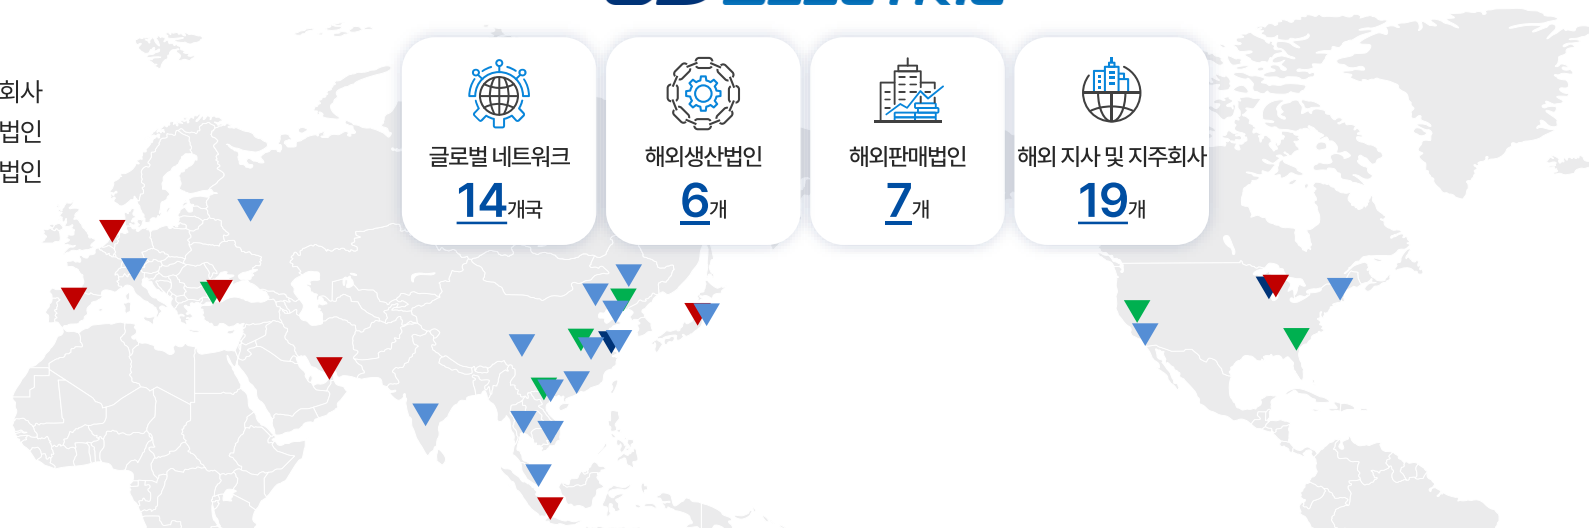 회사
법인
법인
글로벌 네트워크
14개국
해외생산법인
6개
해외판매법인
7개
해외 지사 및 지주회사
19개